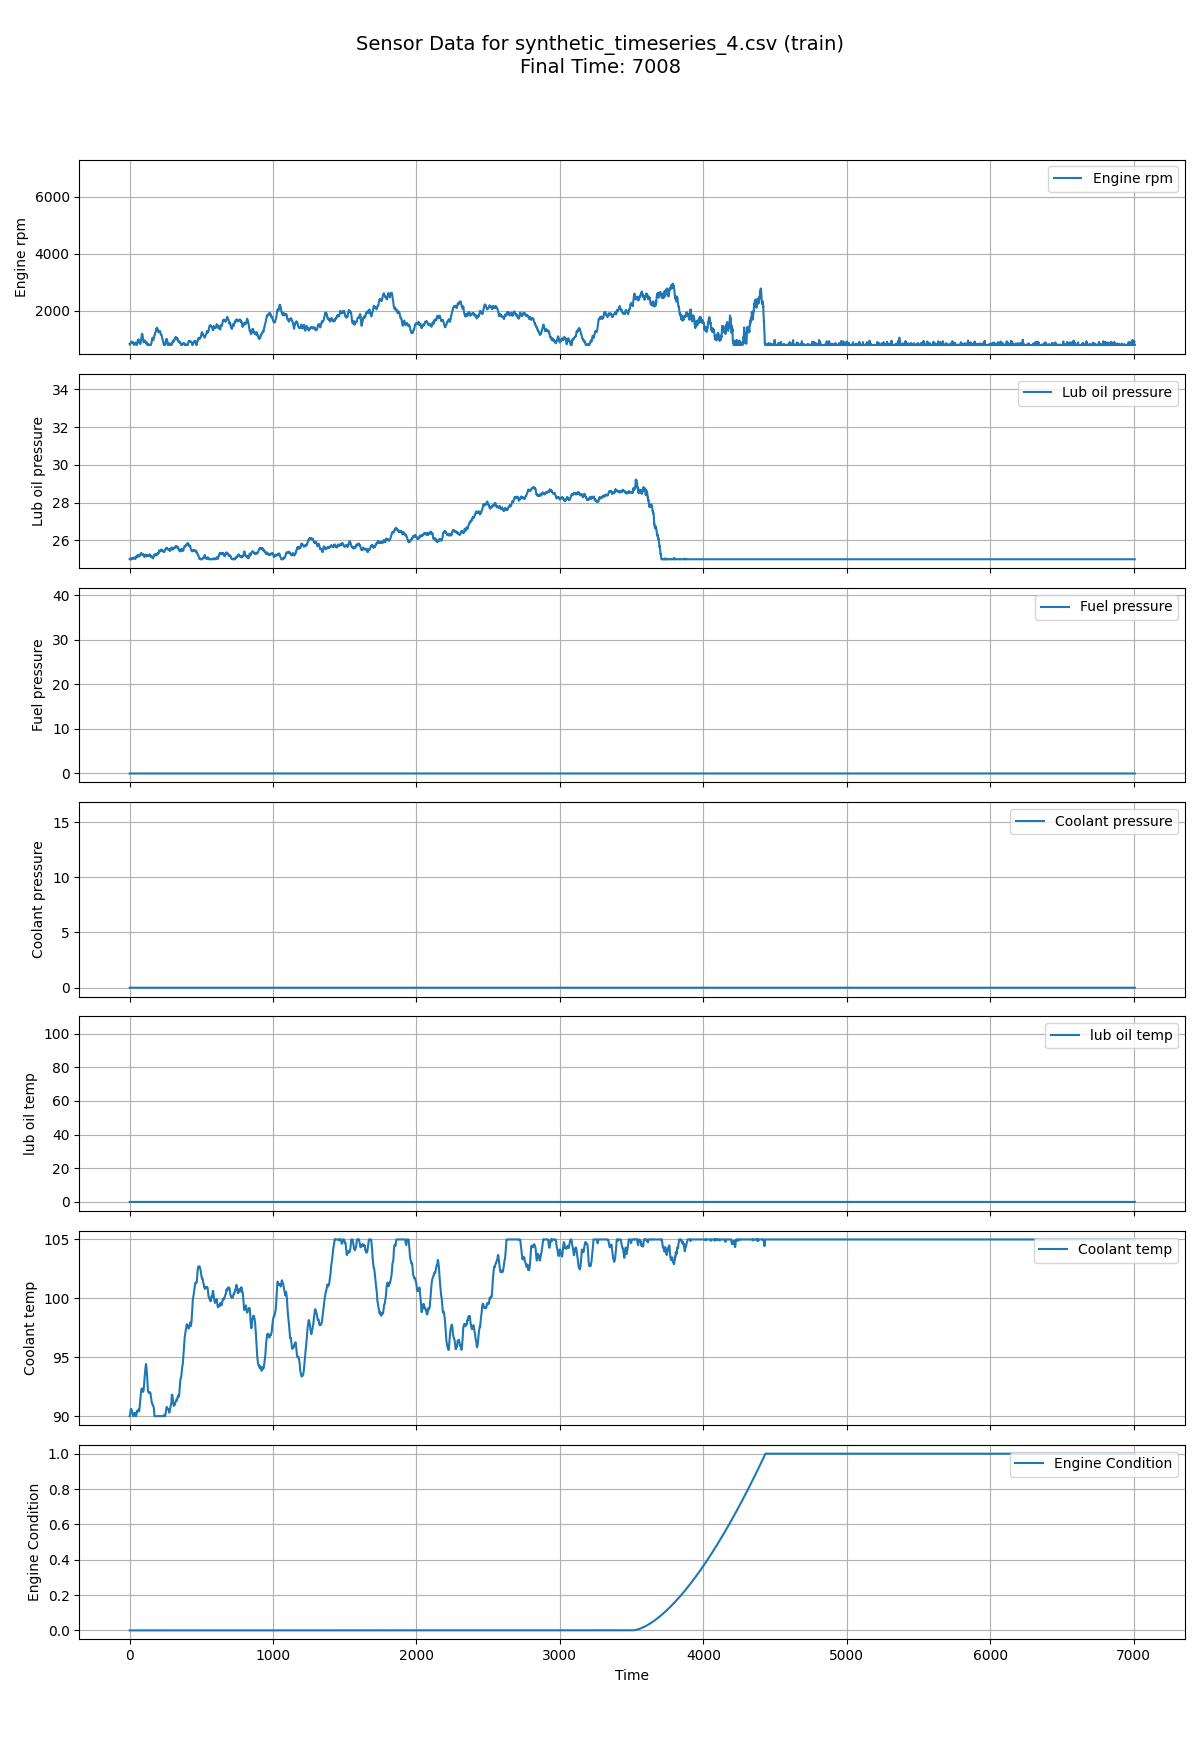 Sensor Data for synthetic_timeseries_4.csv (train)
Final Time: 7008
Engine rpm
6000
4000
2000
Engine rpm
Lub oil pressure
34
32
30
28
26
Lub oil pressure
Fuel pressure
40
30
20
10
0
Fuel pressure
Coolant pressure
15
10
5
0
Coolant pressure
lub oil temp
100
80
60
40
20
0
lub oil temp
Coolant temp
105
100
95
90
Coolant temp
Engine Condition
1.0
0.8
0.6
0.4
0.2
0.0
Engine Condition
0 1000 2000 3000 4000 5000 6000 7000
Time